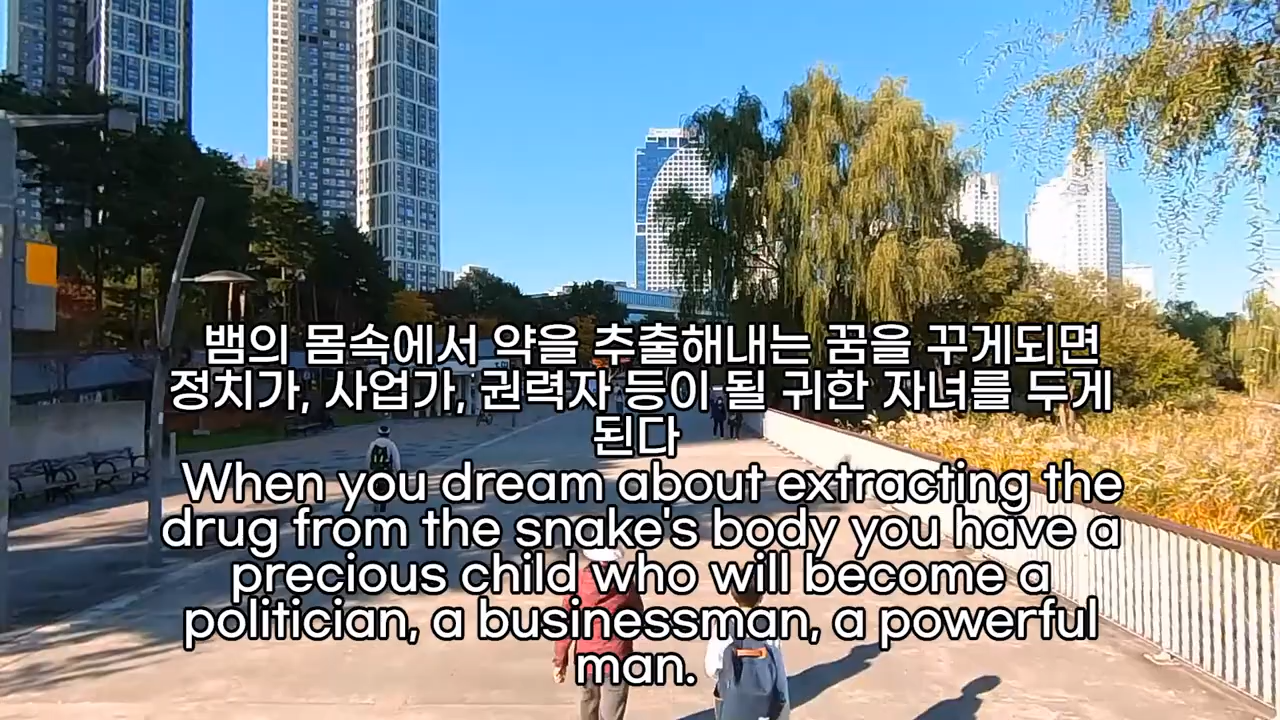 뱀의 몸속에서 약을 추출해내는 꿈을 꾸게되면
정치가, 사업가, 권력자 등이 될 귀한 자녀를 두게
된다
When you dream about extracting the
drug from the snake's body you have a
precious child who will become a
politician, a businessman, a powerful
man.